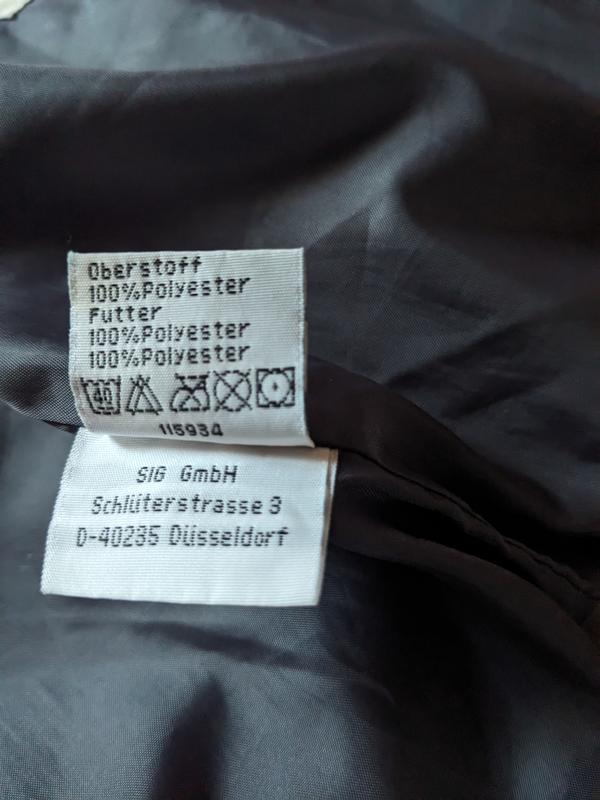 Oberstoff
100%Polyester
Futter
100%Polyester
100%Polyester
40
115934
SIG GmbH
Schlüterstrasse 3
D-40235 Düsseldorf